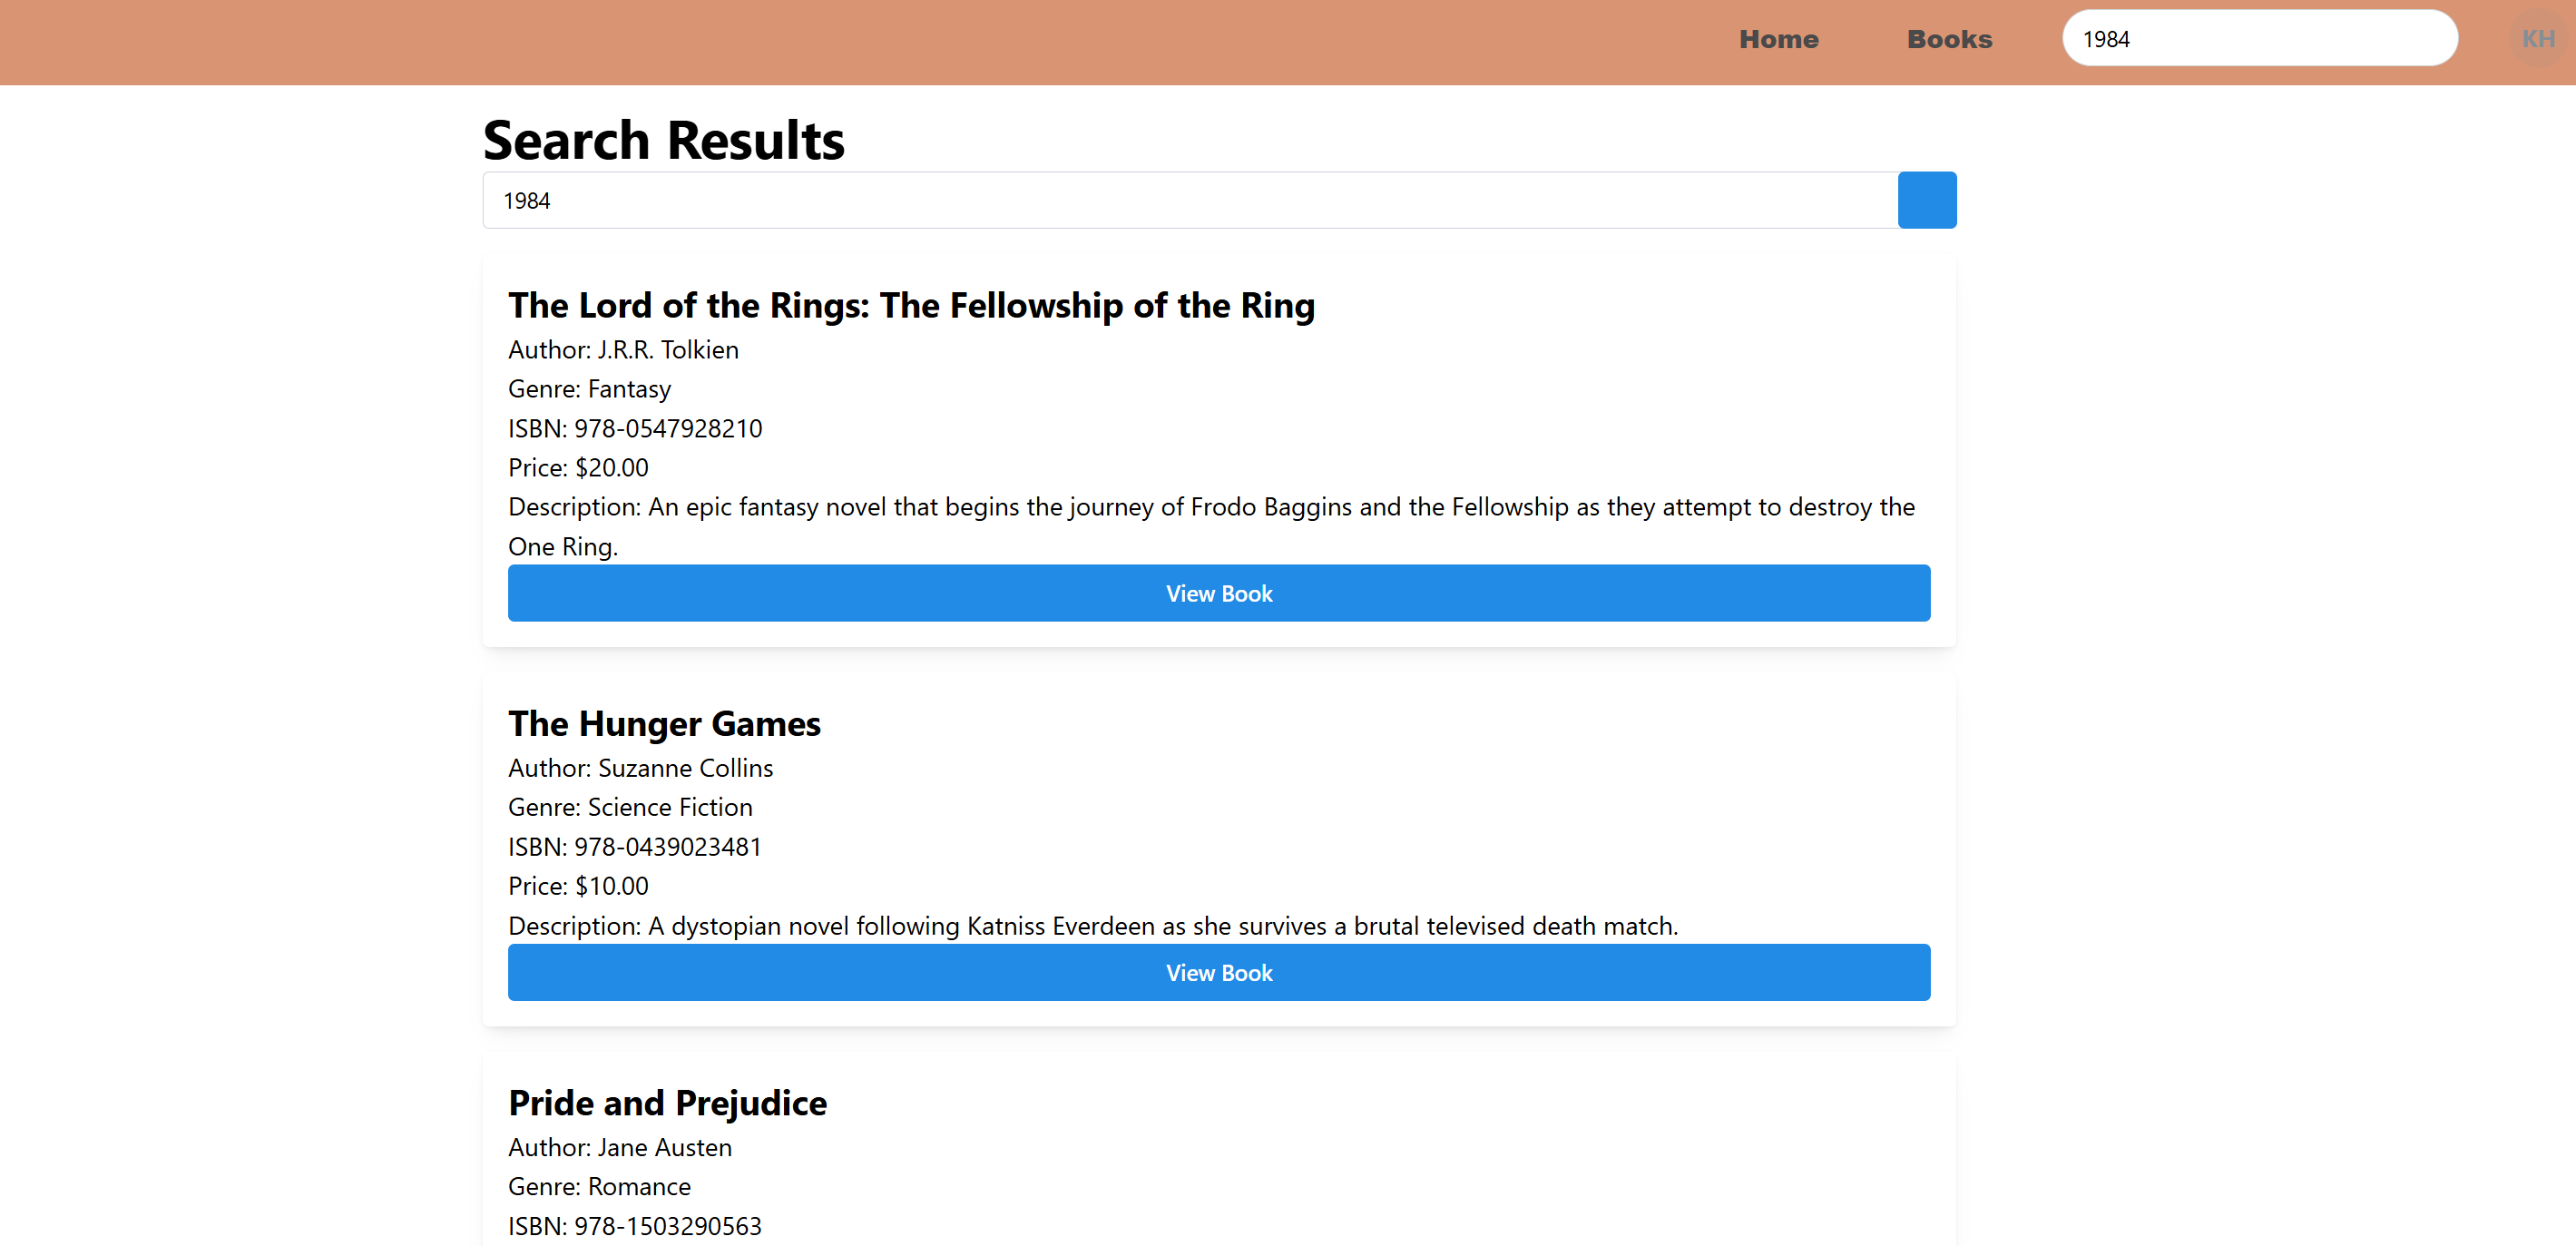 Home Books 1984 KH
Search Results
1984
The Lord of the Rings: The Fellowship of the Ring
Author: J.R.R. Tolkien
Genre: Fantasy
ISBN: 978-0547928210
Price: $20.00
Description: An epic fantasy novel that begins the journey of Frodo Baggins and the Fellowship as they attempt to destroy the
One Ring.
View Book
The Hunger Games
Author: Suzanne Collins
Genre: Science Fiction
ISBN: 978-0439023481
Price: $10.00
Description: A dystopian novel following Katniss Everdeen as she survives a brutal televised death match.
View Book
Pride and Prejudice
Author: Jane Austen
Genre: Romance
ISBN: 978-1503290563